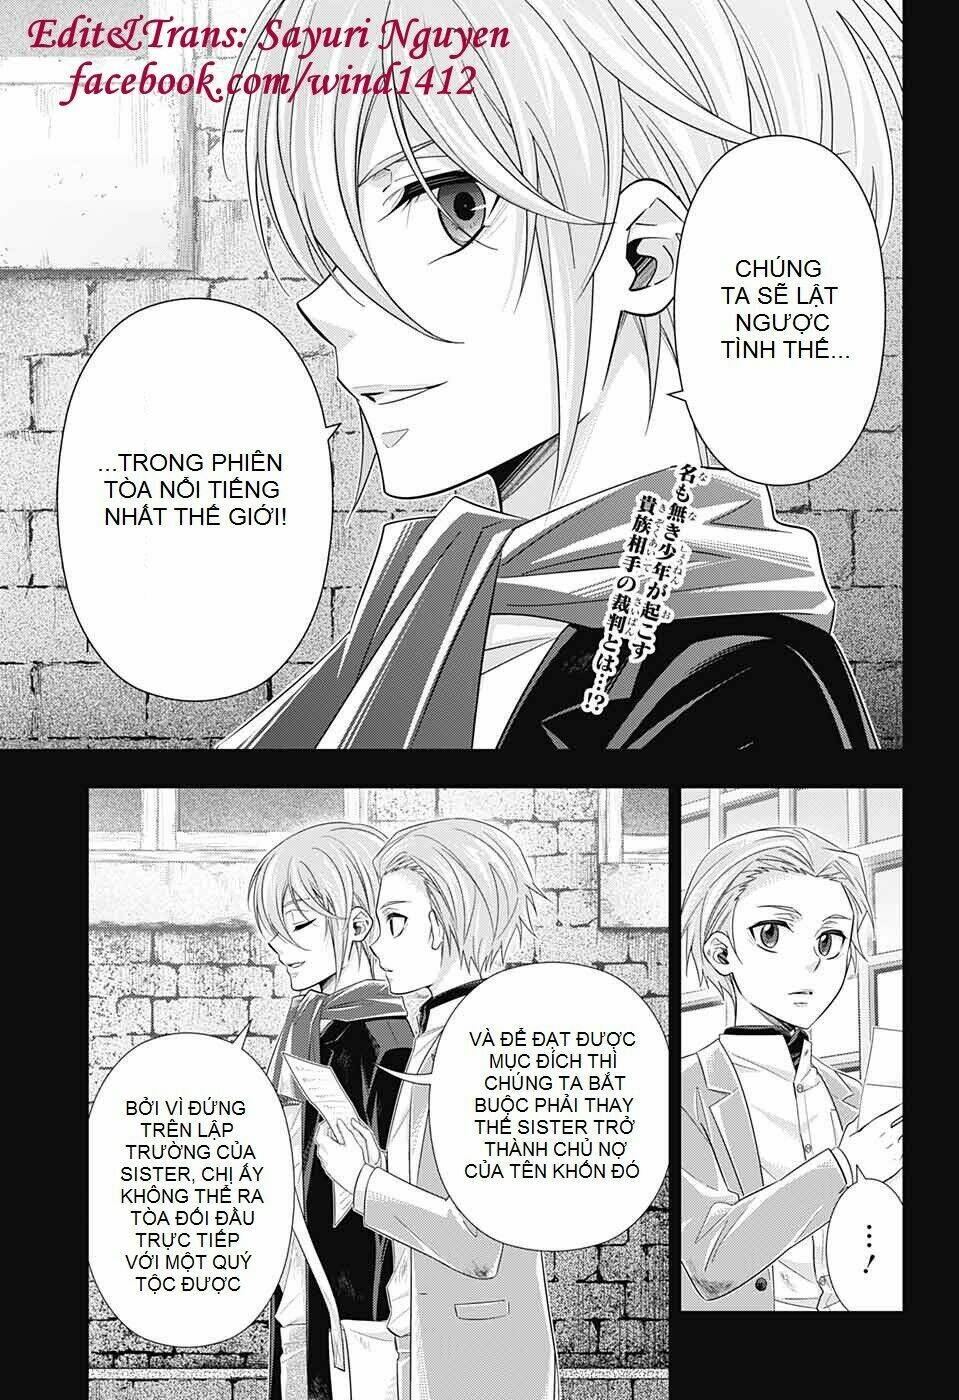 Edit&Trans: Sayuri Nguyen
facebook.com/wind1412
CHÚNG
TA SẼ LẬT
NGƯỢC
TÌNH THẾ...
...TRONG PHIÊN
TÒA NỔI TIẾNG
NHẤT THẾ GIỚI!
名も無き少年が起こす
貴族相手の裁判とは…!?
...!
VÀ ĐỂ ĐẠT ĐƯỢC
MỤC ĐÍCH THÌ
CHÚNG TA BẮT
BUỘC PHẢI THAY
THẾ SISTER TRỞ
THÀNH CHỦ NỢ
CỦA TÊN KHỐN ĐÓ
BỞI VÌ ĐỨNG
TRÊN LẬP
TRƯỜNG CỦA
SISTER, CHỊ ẤY
KHÔNG THỂ RA
TÒA ĐỐI ĐẦU
TRỰC TIẾP
VỚI MỘT QUÝ
TỘC ĐƯỢC